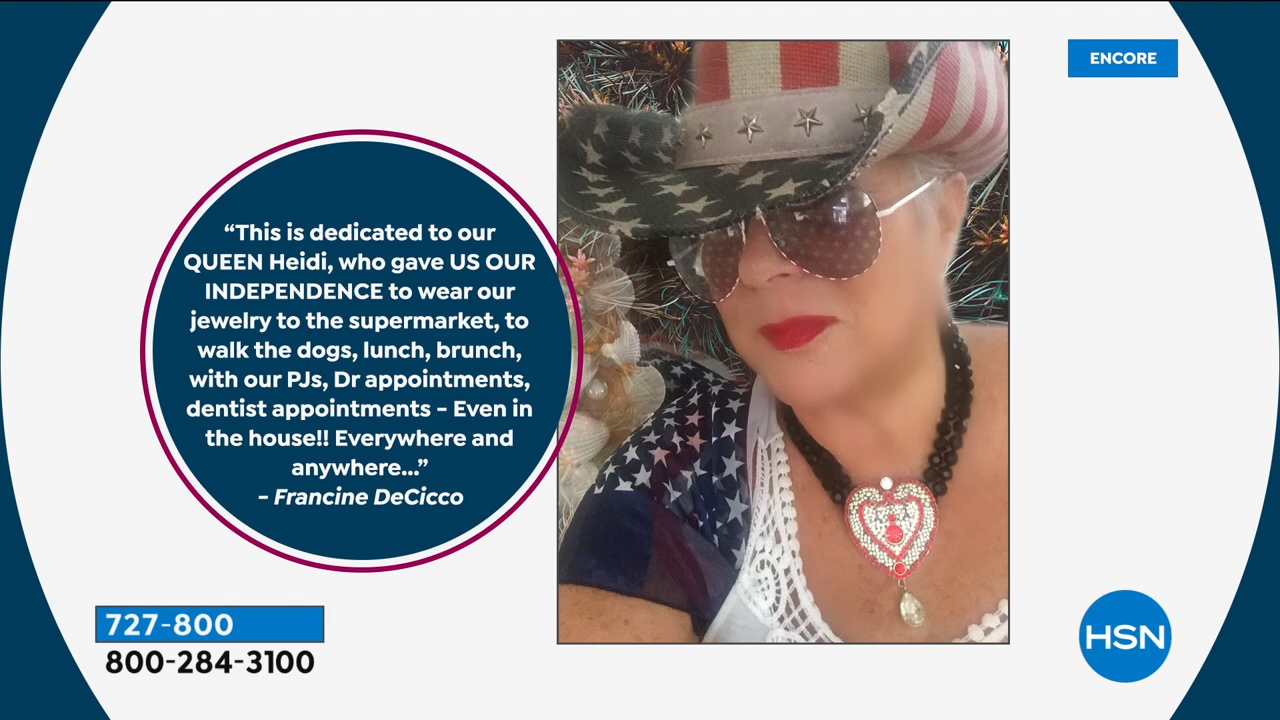 ENCORE
“This is dedicated to our
QUEEN Heidi, who gave US OUR
INDEPENDENCE to wear our
jewelry to the supermarket, to
walk the dogs, lunch, brunch,
with our PJs, Dr appointments,
dentist appointments - Even in
the house!! Everywhere and
anywhere...”
- Francine DeCicco
727-800
800-284-3100
HSN